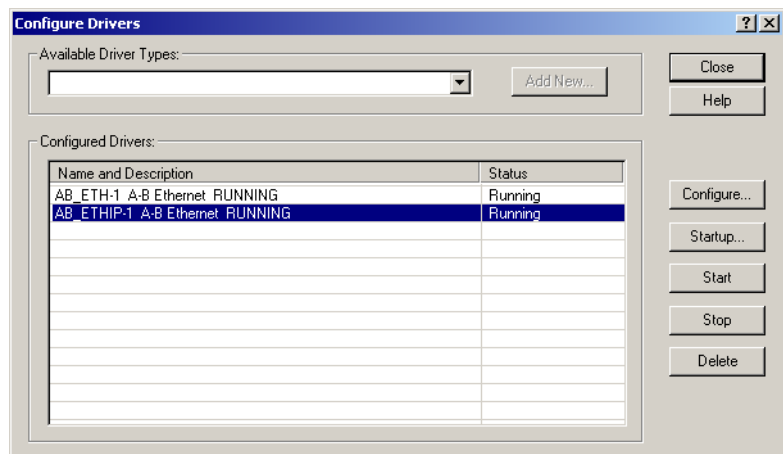 Configure Drivers
Available Driver Types:
Add New...
Close
Help
Configured Drivers:
Name and Description Status
AB_ETH-1 A-B Ethernet RUNNING Running
AB_ETHIP-1 A-B Ethernet RUNNING Running
Configure...
Startup...
Start
Stop
Delete